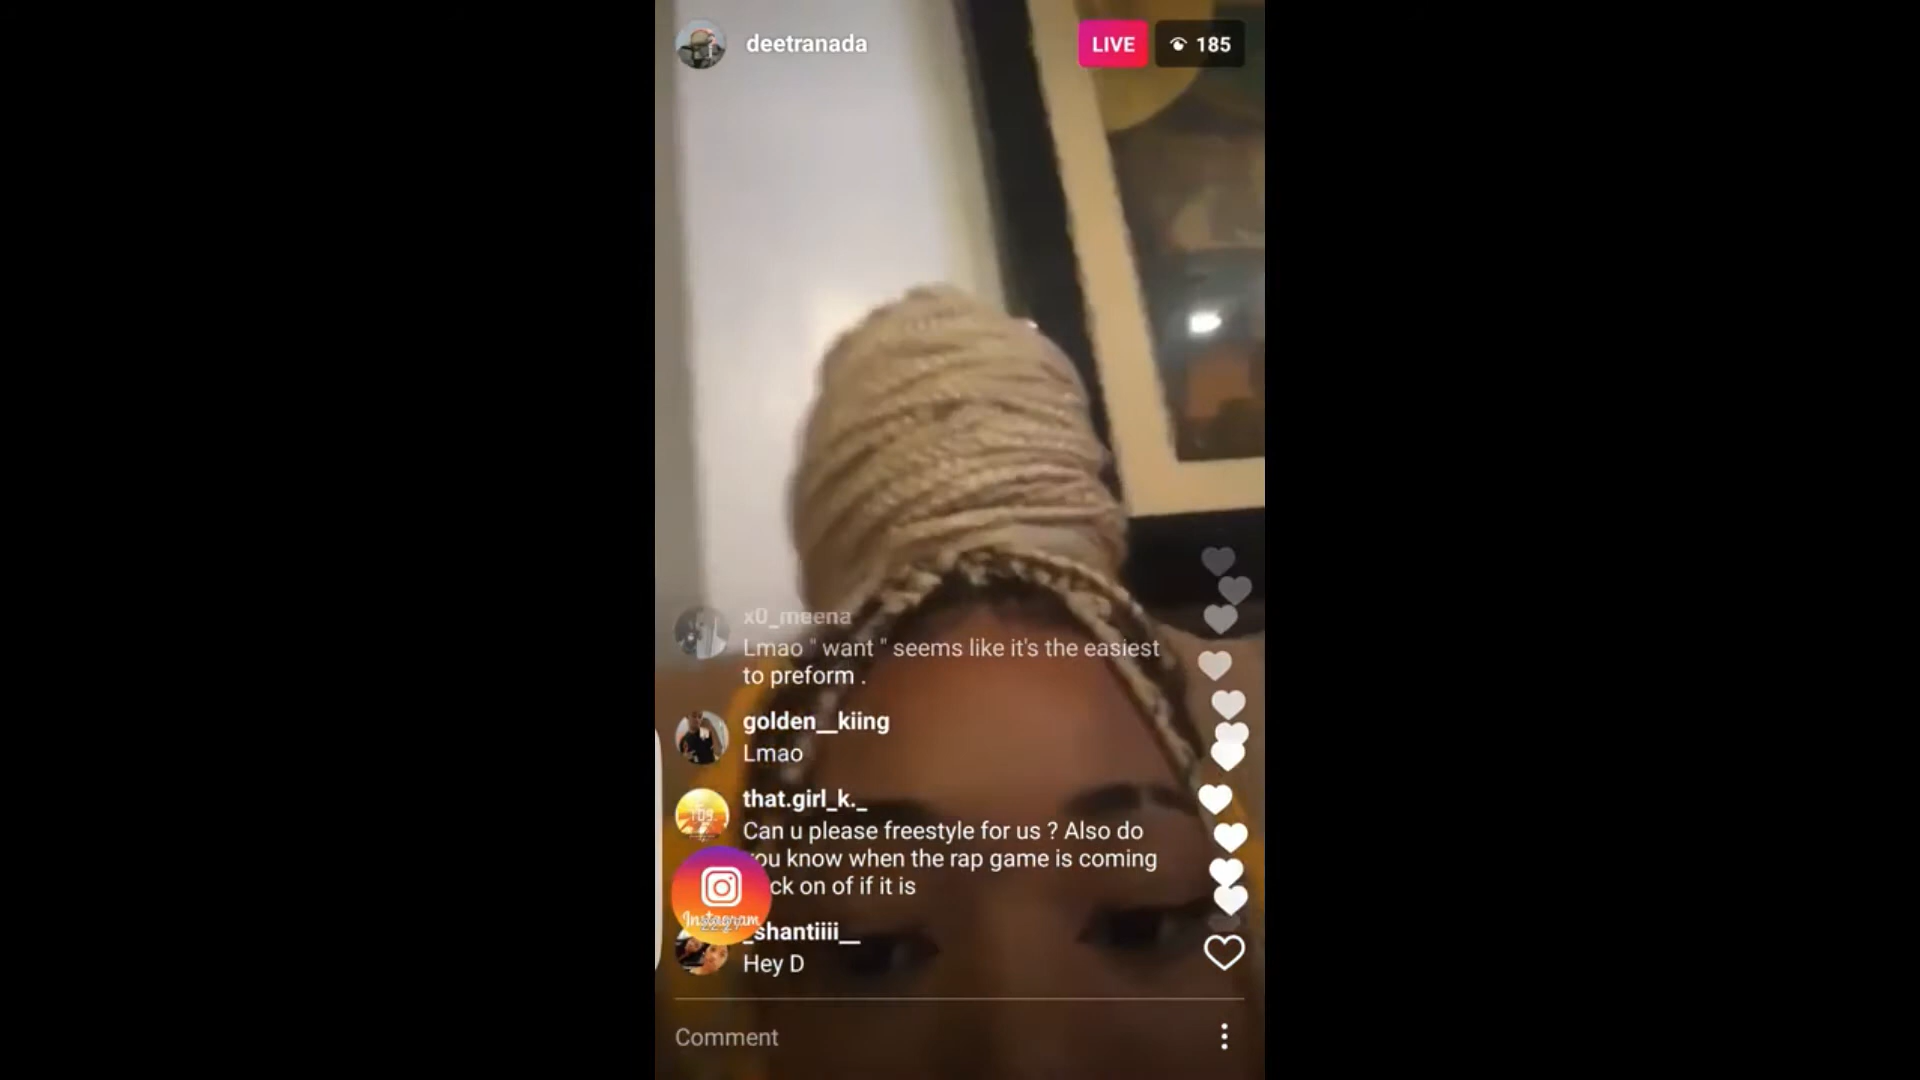 deetranada
LIVE
185
x0_meena
Lmao " want " seems like it's the easiest
to preform .
golden__kiing
Lmao
that.girl_k._
Can u please freestyle for us ? Also do
you know when the rap game is coming
ck on of if it is
Instagram
_shantiiii__
Hey D
Comment